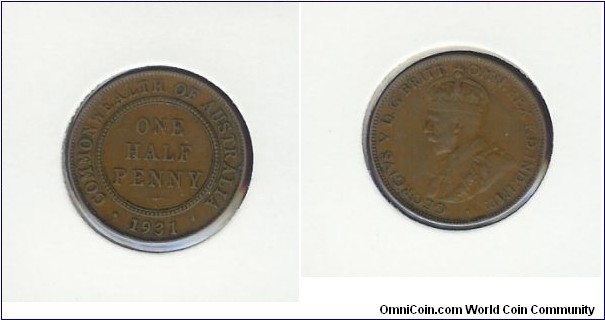 COMMONWEALTH OF AUSTRALIA
ONE
HALF
PENNY
1931
GEORGIVS V D.G. BRITT: OMN: REX F.D. IND: IMP:
OmniCoin.com World Coin Community